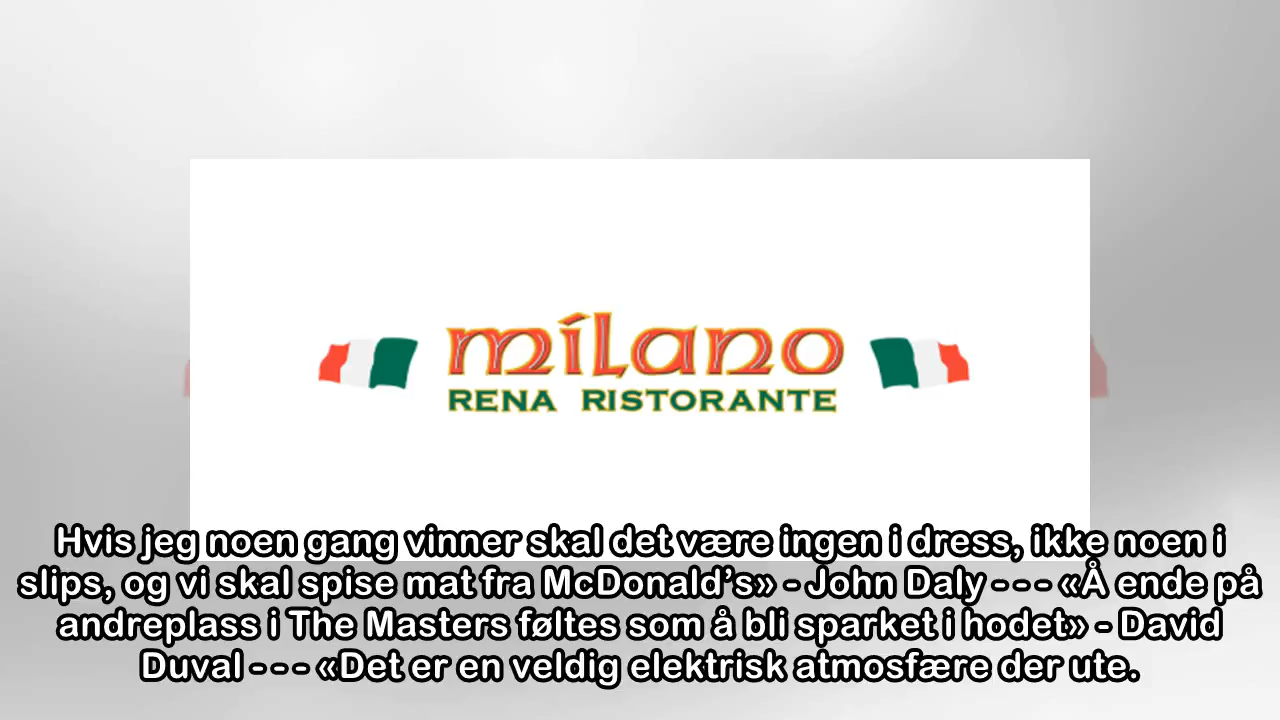 mílano
RENA RISTORANTE
Hvis jeg noen gang vinner skal det være ingen i dress, ikke noen i
slips, og vi skal spise mat fra McDonald’s» - John Daly - - - «Å ende på
andreplass i The Masters føltes som å bli sparket i hodet» - David
Duval - - - «Det er en veldig elektrisk atmosfære der ute.